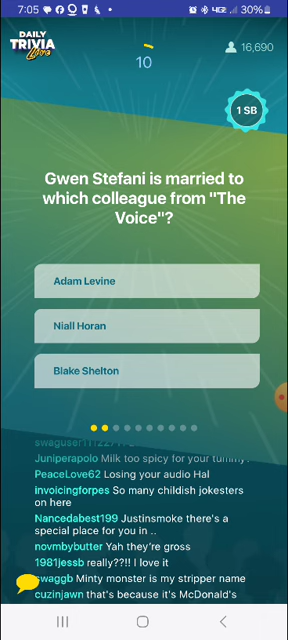 7:05
30%
DAILY
TRIVIA
Live
10
16,690
1 SB
Gwen Stefani is married to
which colleague from "The
Voice"?
Adam Levine
Niall Horan
Blake Shelton
Juniperapolo Milk too spicy for your tummy?
PeaceLove62 Losing your audio Hal
invoicingforpes So many childish jokesters
on here
Nancedabest199 Justinsmoke there's a
special place for you in ..
novmbybutter Yah they're gross
1981jessb really??!! I love it
swaggb Minty monster is my stripper name
cuzinjawn that's because it's McDonald's